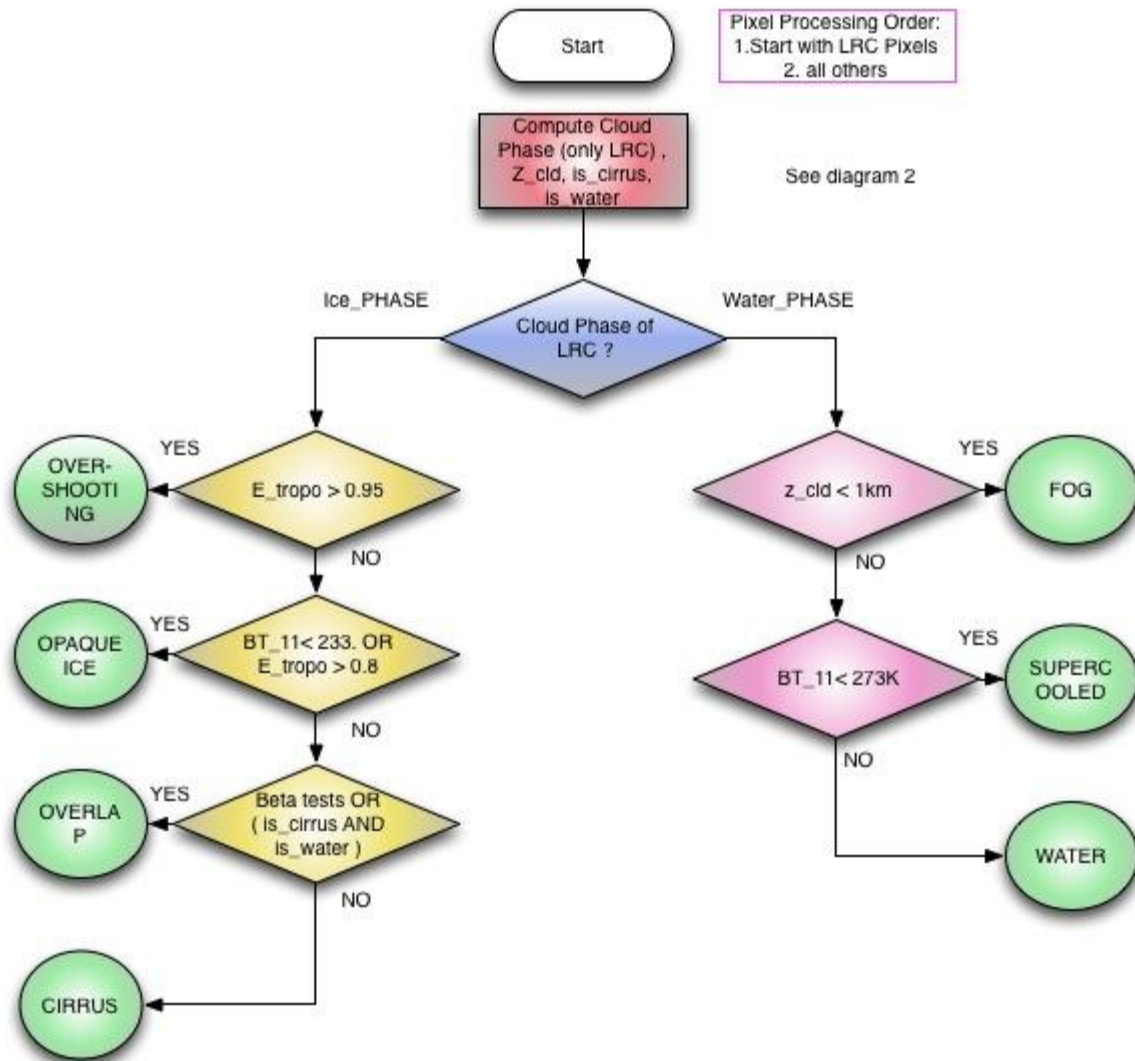 Start
Pixel Processing Order:
1.Start with LRC Pixels
2. all others
Compute Cloud
Phase (only LRC) ,
Z_cld, is_cirrus,
is_water
See diagram 2
Ice_PHASE
Water_PHASE
Cloud Phase of
LRC ?
YES
OVER-
SHOOTI
NG
E_tropo > 0.95
NO
z_cld < 1km
YES
FOG
NO
YES
OPAQUE
ICE
BT_11< 233. OR
E_tropo > 0.8
NO
BT_11< 273K
YES
SUPERC
OOLED
NO
YES
OVERLA
P
Beta tests OR
( is_cirrus AND
is_water )
NO
WATER
CIRRUS